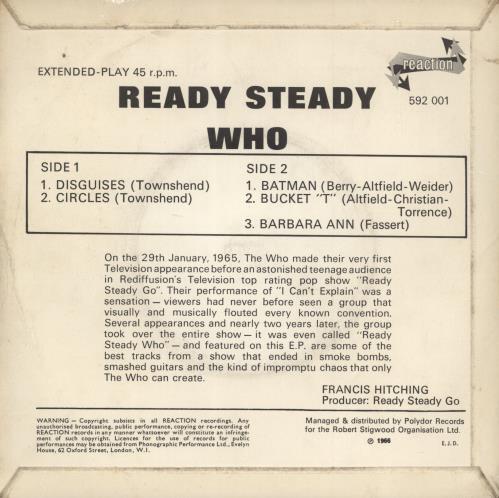 EXTENDED-PLAY 45 r.p.m.
reaction
592 001
READY STEADY
WHO
SIDE 1
1. DISGUISES (Townshend)
2. CIRCLES (Townshend)
SIDE 2
1. BATMAN (Berry-Altfield-Weider)
2. BUCKET "T" (Altfield-Christian-
Torrence)
3. BARBARA ANN (Fassert)
On the 29th January, 1965, The Who made their very first
Television appearance before an astonished teenage audience
in Rediffusion's Television top rating pop show "Ready
Steady Go". Their performance of "I Can't Explain" was a
sensation — viewers had never before seen a group that
visually and musically flouted every known convention.
Several appearances and nearly two years later, the group
took over the entire show — it was even called "Ready
Steady Who" — and featured on this E.P. are some of the
best tracks from a show that ended in smoke bombs,
smashed guitars and the kind of impromptu chaos that only
The Who can create.
FRANCIS HITCHING
Producer: Ready Steady Go
WARNING — Copyright subsists in all REACTION recordings. Any
unauthorised broadcasting, public performance, copying or re-recording of
REACTION records in any manner whatsoever will constitute an infringe-
ment of such copyright. Licences for the use of records for public
performances may be obtained from Phonographic Performance Ltd., Evelyn
House, 62 Oxford Street, London, W.1.
Managed & distributed by Polydor Records
for the Robert Stigwood Organisation Ltd.
℗ 1966
E.J.D.